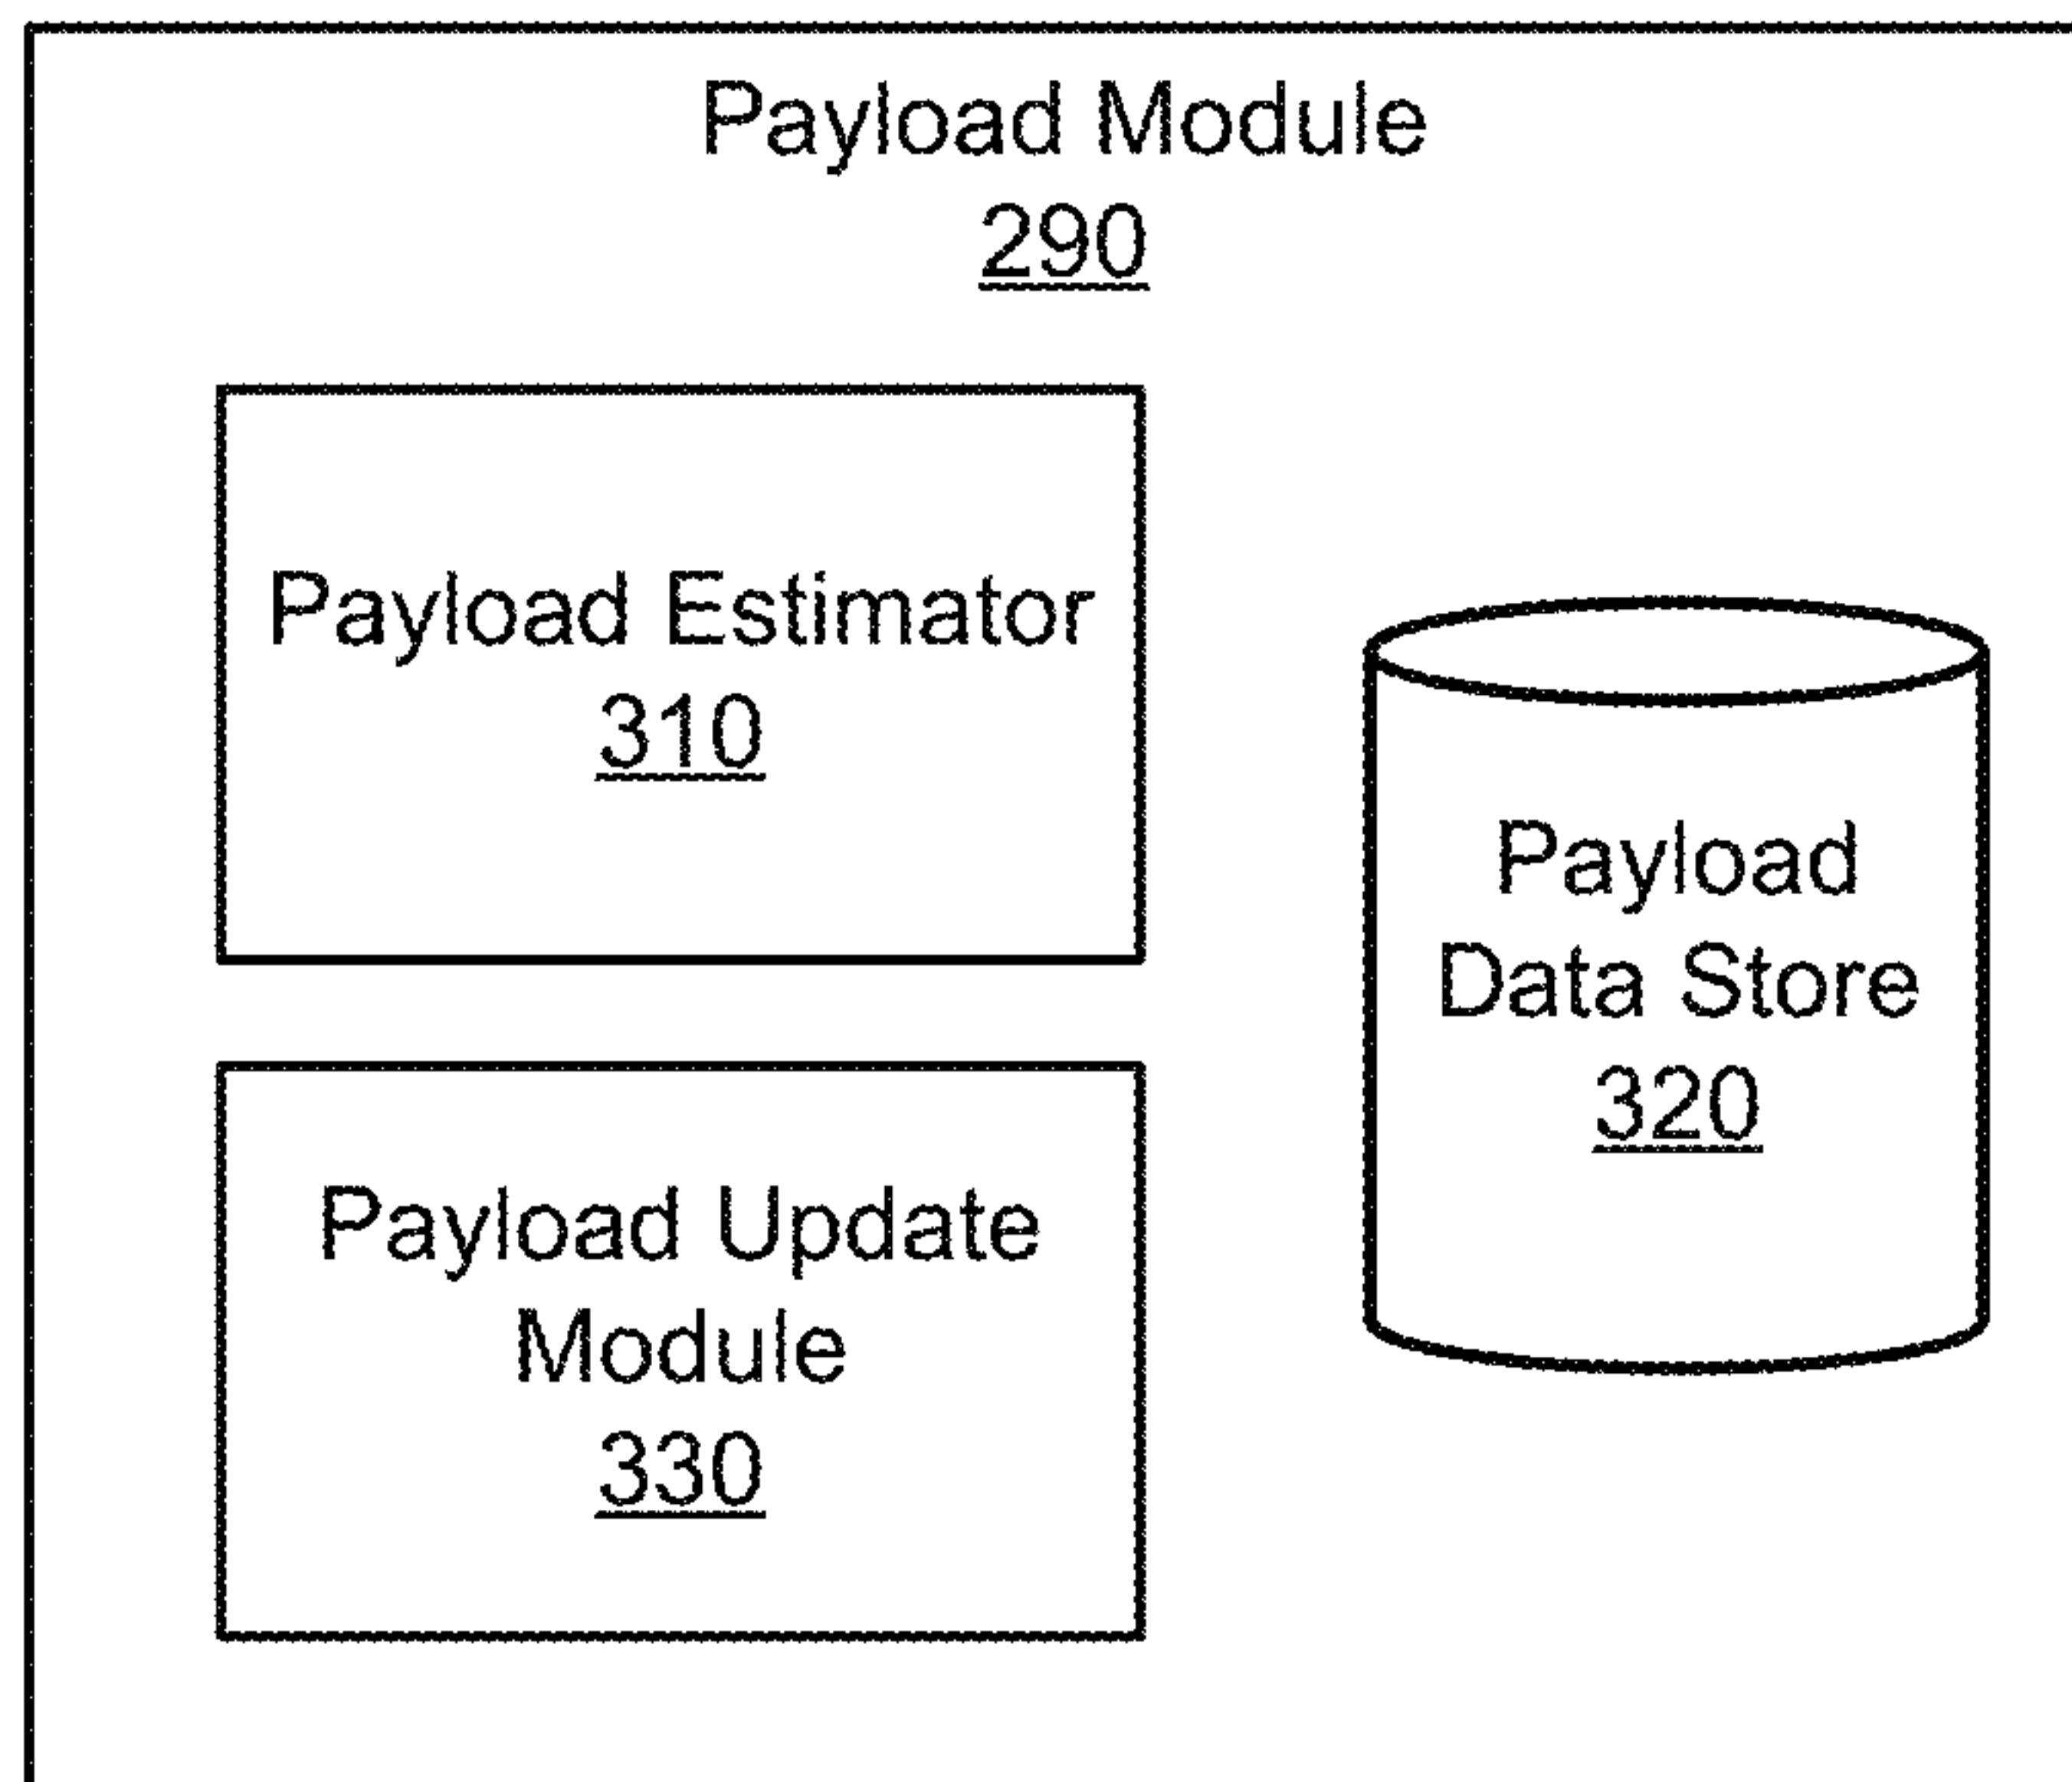 Payload Module
290
Payload Estimator
310
Payload
Data Store
320
Payload Update
Module
330